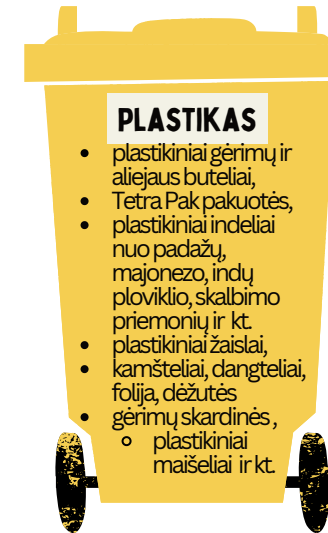 PLASTIKAS
• plastikiniai gėrimų ir
aliejaus buteliai,
• Tetra Pak pakuotės,
• plastikiniai indeliai
nuo padažų,
majonezo, indų
ploviklio, skalbimo
priemonių ir kt.
• plastikiniai žaislai,
• kamšteliai, dangteliai,
folija, dėžutės
• gėrimų skardinės ,
◦ plastikiniai
maišeliai ir kt.